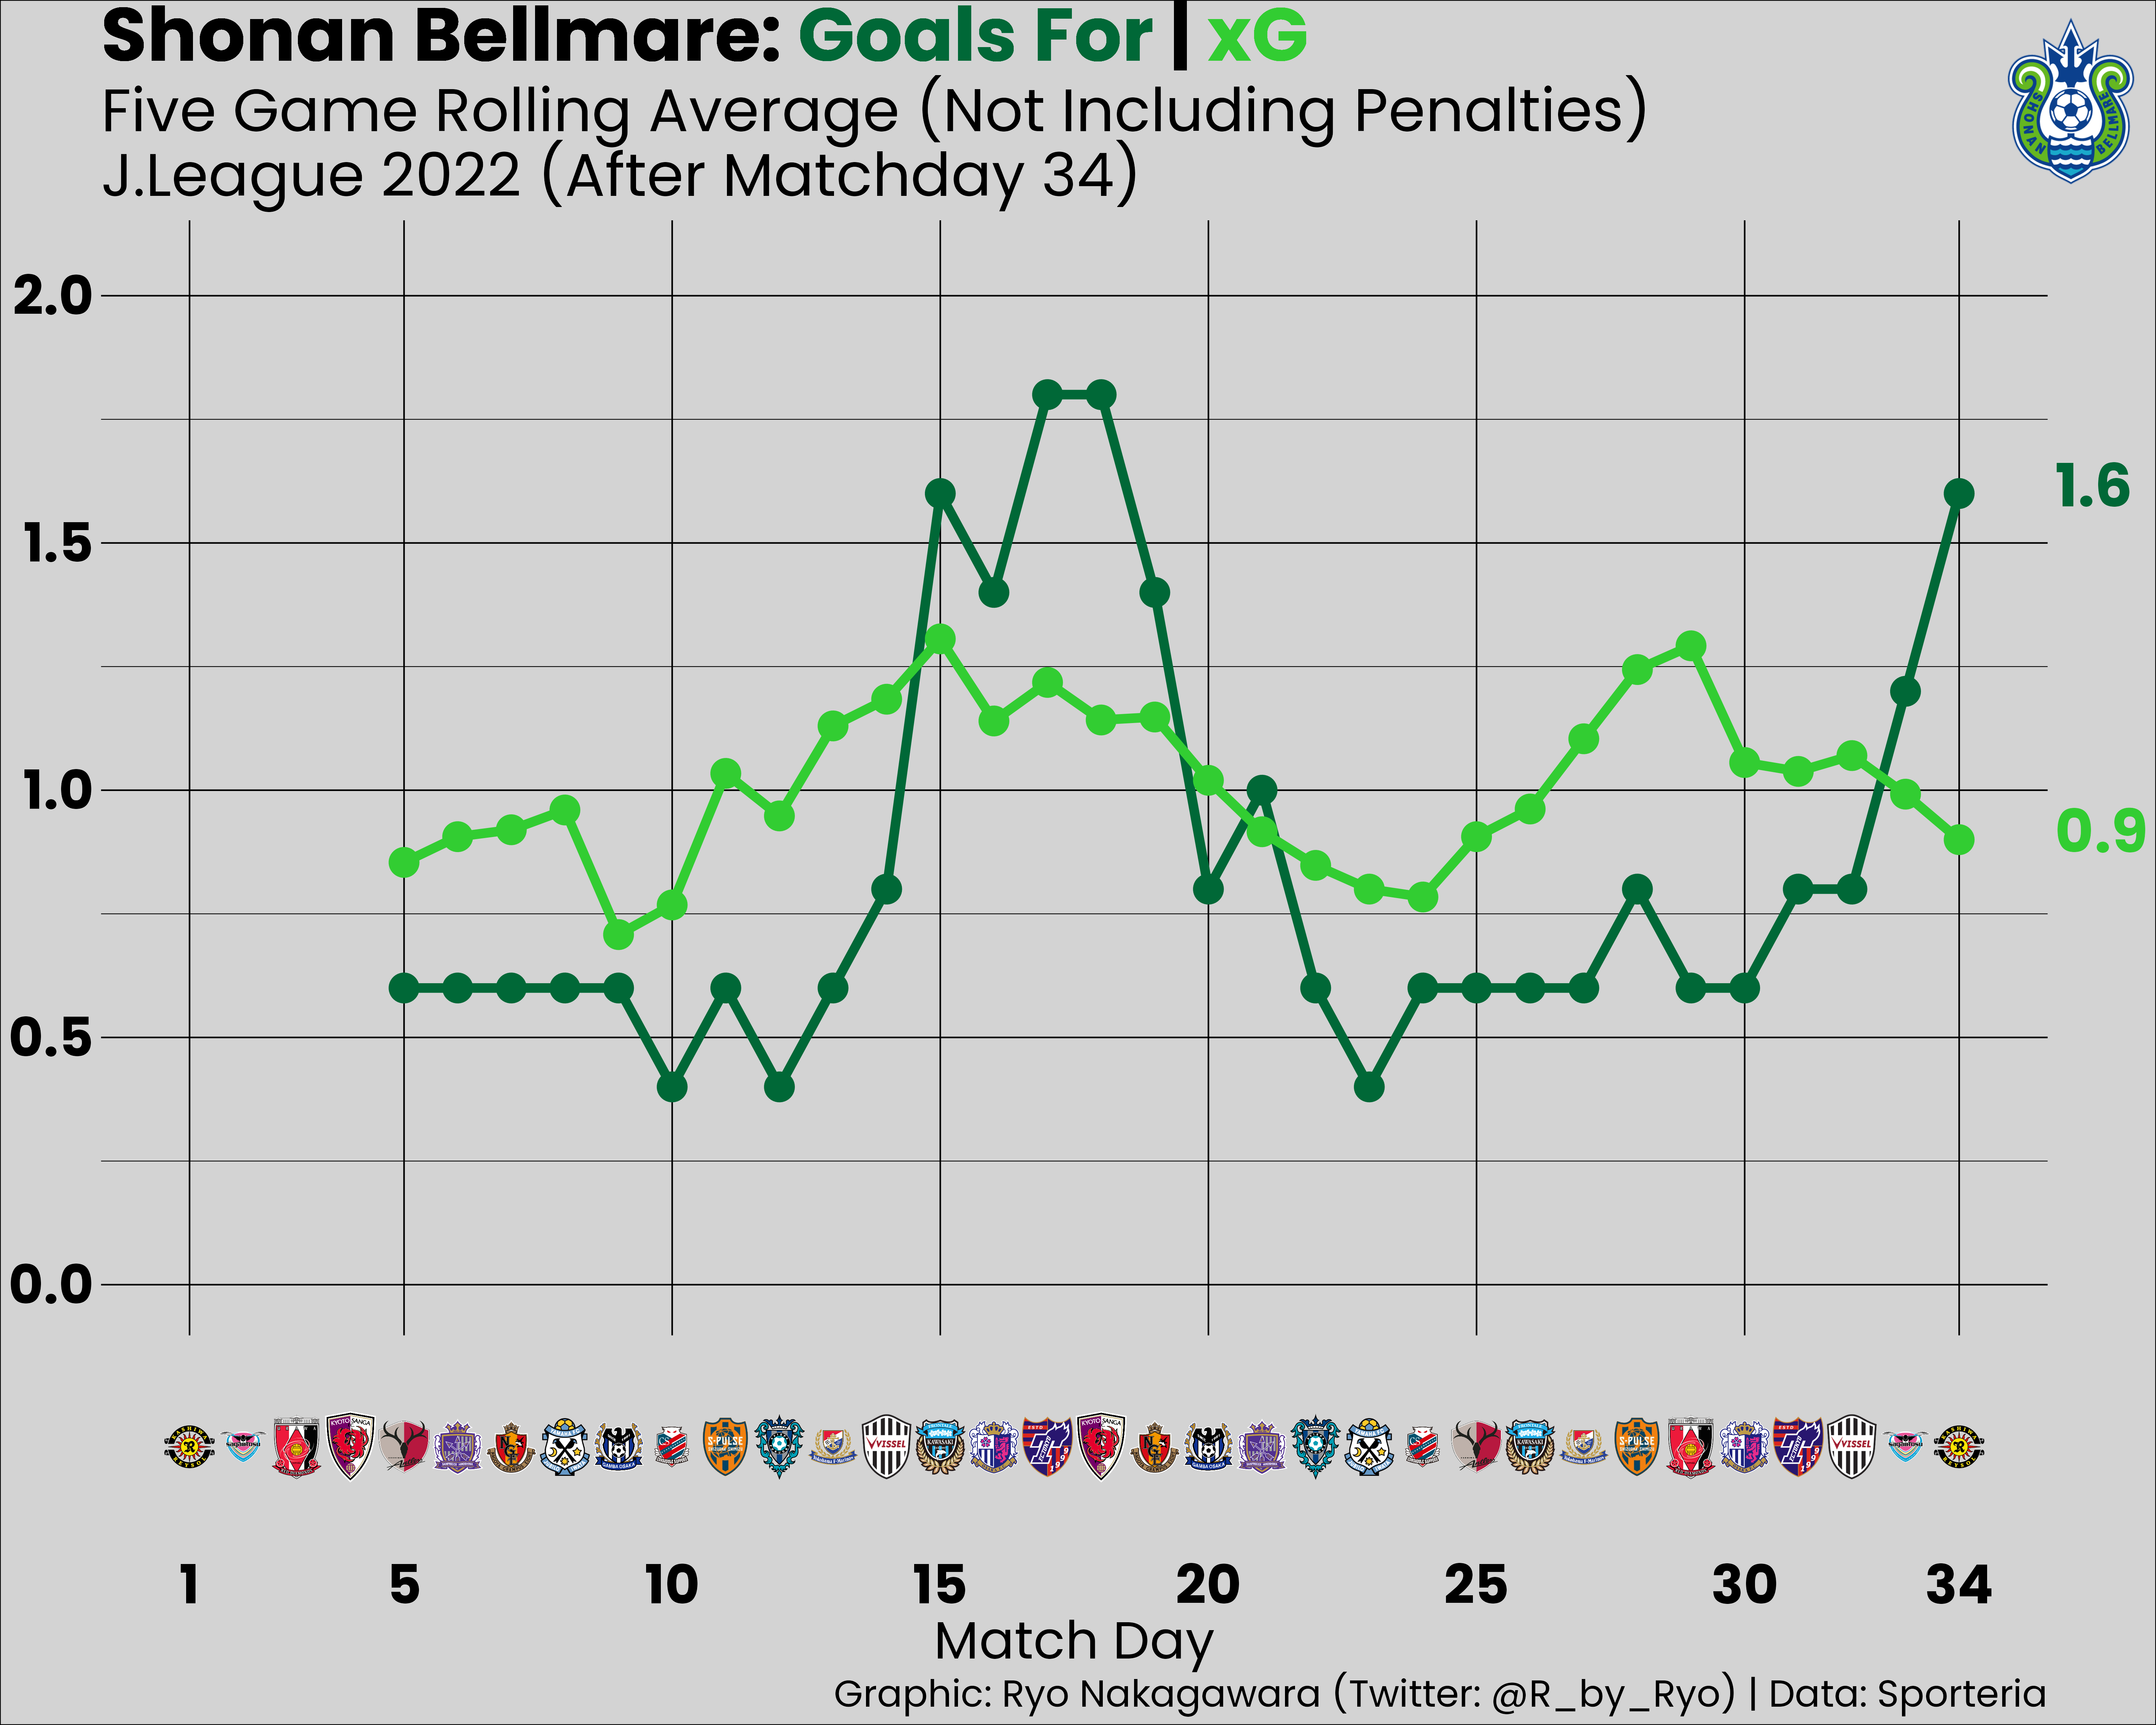 Shonan Bellmare: Goals For | xG
Five Game Rolling Average (Not Including Penalties)
J.League 2022 (After Matchday 34)
SHONAN BELLMARE
2.0
1.5
1.0
0.5
0.0
1.6
0.9
1 5 10 15 20 25 30 34
Match Day
Graphic: Ryo Nakagawara (Twitter: @R_by_Ryo) | Data: Sporteria